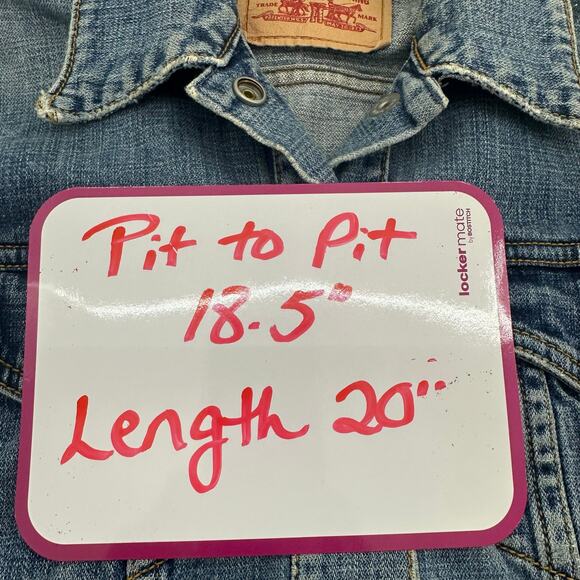 TRADE MARK
lockermate
by BOSTITCH
Pit to Pit
18.5"
Length 20"